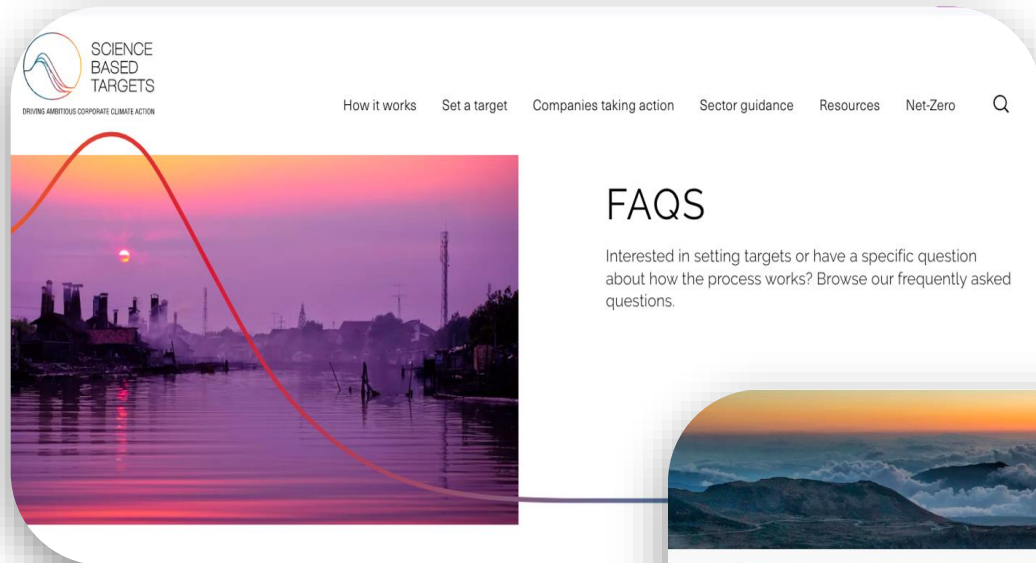 SCIENCE
BASED
TARGETS
DRIVING AMBITIOUS CORPORATE CLIMATE ACTION
How it works Set a target Companies taking action Sector guidance Resources Net-Zero
FAQS
Interested in setting targets or have a specific question
about how the process works? Browse our frequently asked
questions.